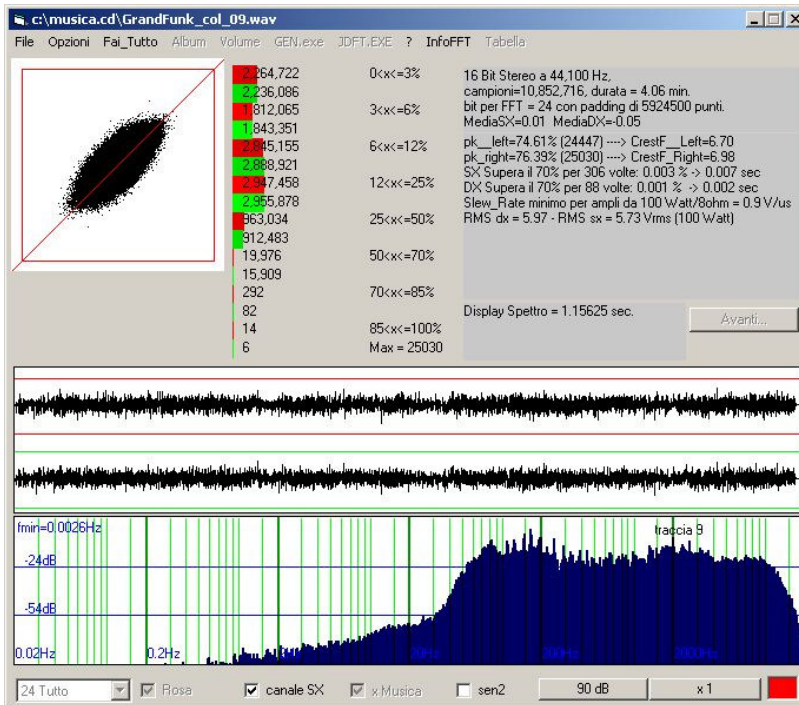 c:\musica.cd\GrandFunk_col_09.wav
File Opzioni Fai_Tutto Album Volume GEN.exe JDFT.EXE ? InfoFFT Tabella
2,264,722 0<x<=3%
2,236,086
1,812,065 3<x<=6%
1,843,351
2,845,155 6<x<=12%
2,888,921
2,947,458 12<x<=25%
2,955,878
963,034 25<x<=50%
912,483
19,976 50<x<=70%
15,909
292 70<x<=85%
82
14 85<x<=100%
6 Max = 25030
16 Bit Stereo a 44,100 Hz,
campioni=10,852,716, durata = 4.06 min.
bit per FFT = 24 con padding di 5924500 punti.
MediaSX=0.01 MediaDX=-0.05
pk__left=74.61% (24447) ----> CrestF__Left=6.70
pk_right=76.39% (25030) ----> CrestF_Right=6.98
SX Supera il 70% per 306 volte: 0.003 % -> 0.007 sec
DX Supera il 70% per 88 volte: 0.001 % -> 0.002 sec
Slew_Rate minimo per ampli da 100 Watt/8ohm = 0.9 V/us
RMS dx = 5.97 - RMS sx = 5.73 Vrms (100 Watt)
Display Spettro = 1.15625 sec.
Avanti...
fmin=0.0026Hz
traccia 9
-24dB
-54dB
0.02Hz 0.2Hz 20Hz 200Hz 2000Hz
24 Tutto Rosa canale SX x Musica sen2 90 dB x 1